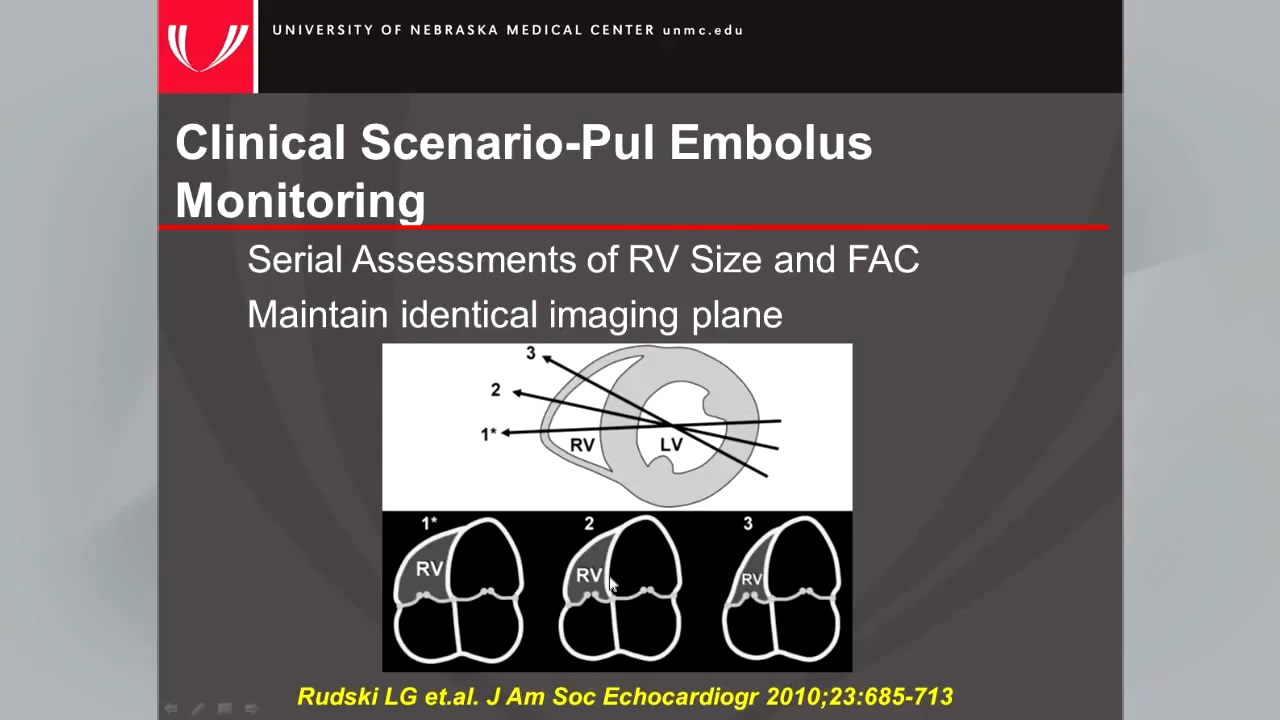 UNIVERSITY OF NEBRASKA MEDICAL CENTER unmc.edu
Clinical Scenario-Pul Embolus
Monitoring
Serial Assessments of RV Size and FAC
Maintain identical imaging plane
3
2
1*
RV
LV
1*
2
3
RV
RV
RV
Rudski LG et.al. J Am Soc Echocardiogr 2010;23:685-713